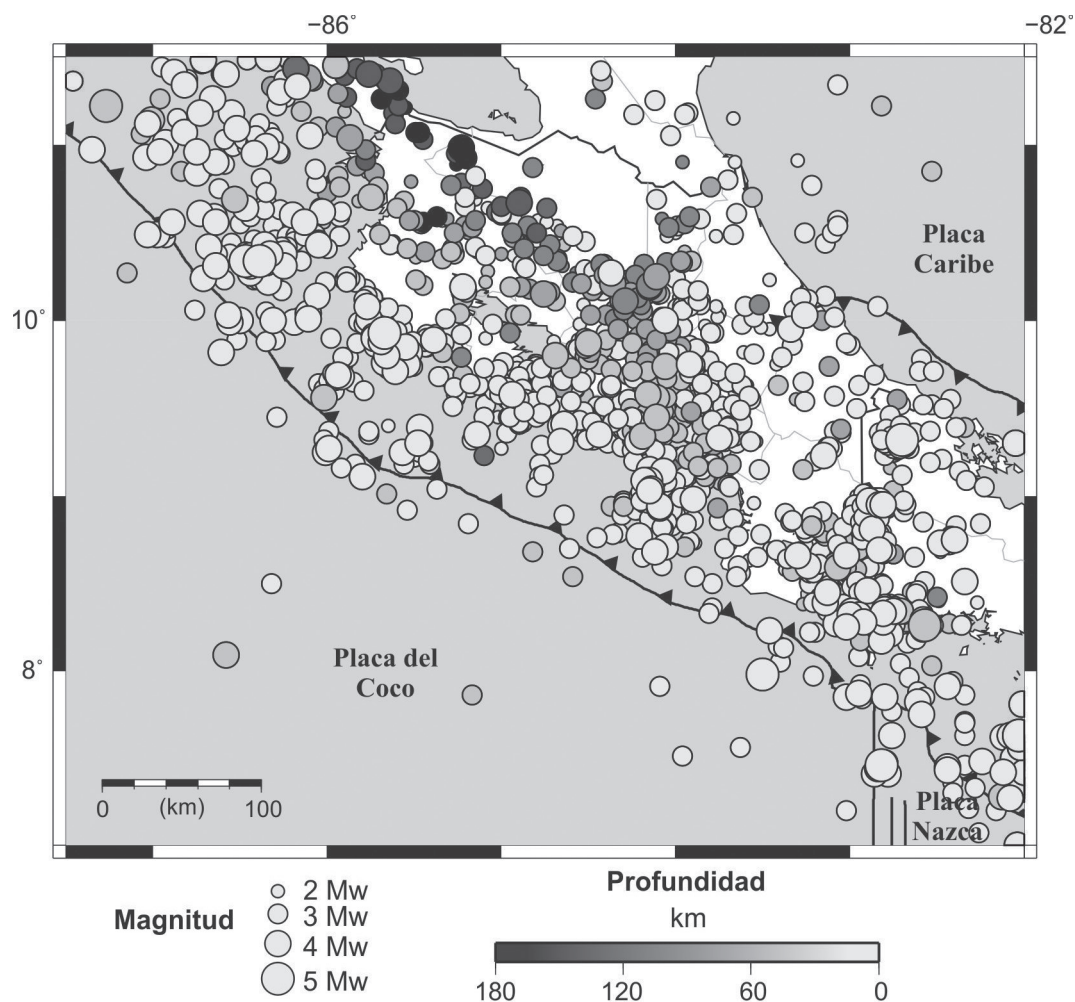 −86° −82°
Placa
Caribe
10°
8°
Placa del
Coco
0 (km) 100
Placa
Nazca
Magnitud
2 Mw
3 Mw
4 Mw
5 Mw
Profundidad
km
180 120 60 0